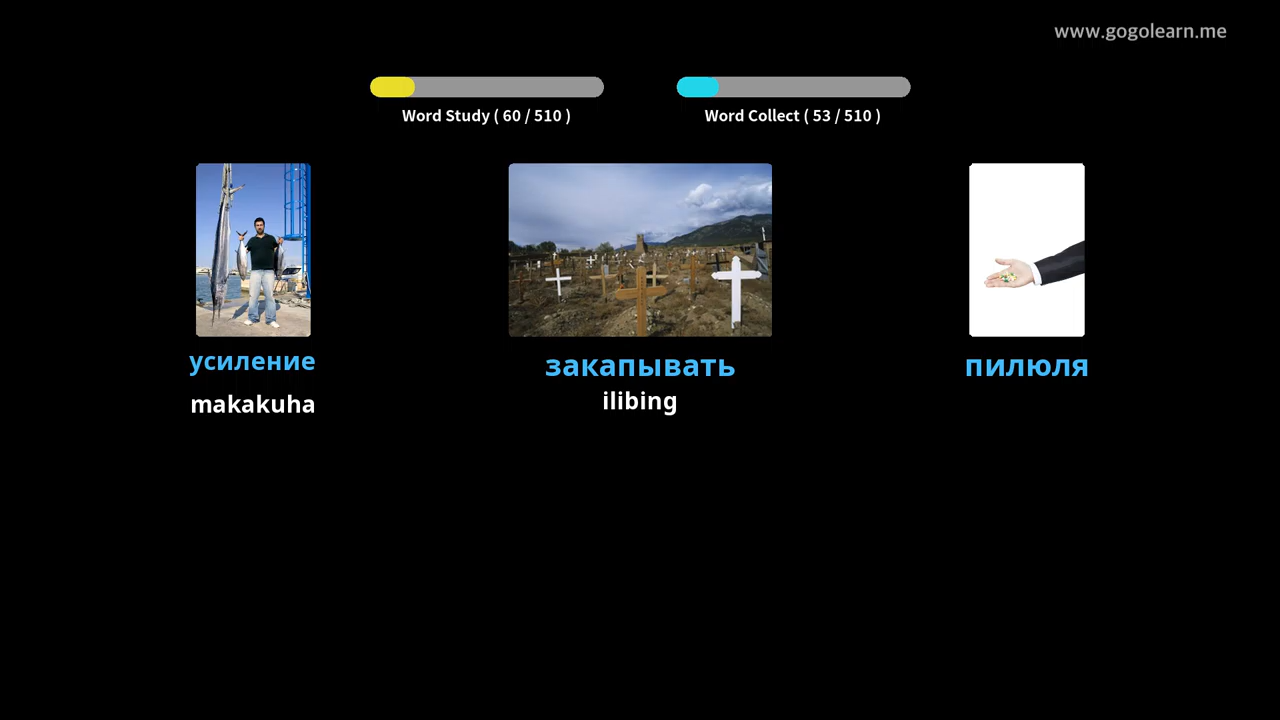 www.gogolearn.me
Word Study ( 60 / 510 )
Word Collect ( 53 / 510 )
усиление
закапывать
пилюля
makakuha
ilibing